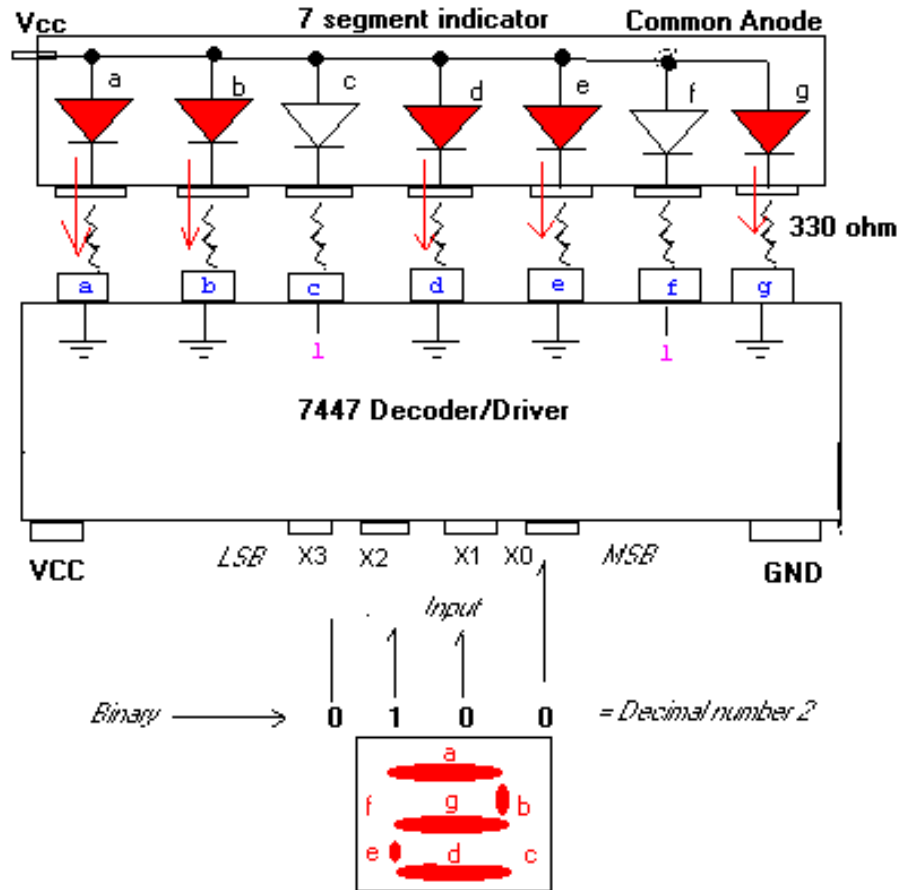 7 segment indicator
Common Anode
Vcc
a b c d e f g
330 ohm
a b c d e f g
1 1
7447 Decoder/Driver
LSB X3 X2 X1 X0 MSB
VCC GND
Input
Binary 0 1 0 0 = Decimal number 2
a
f g b
e d c